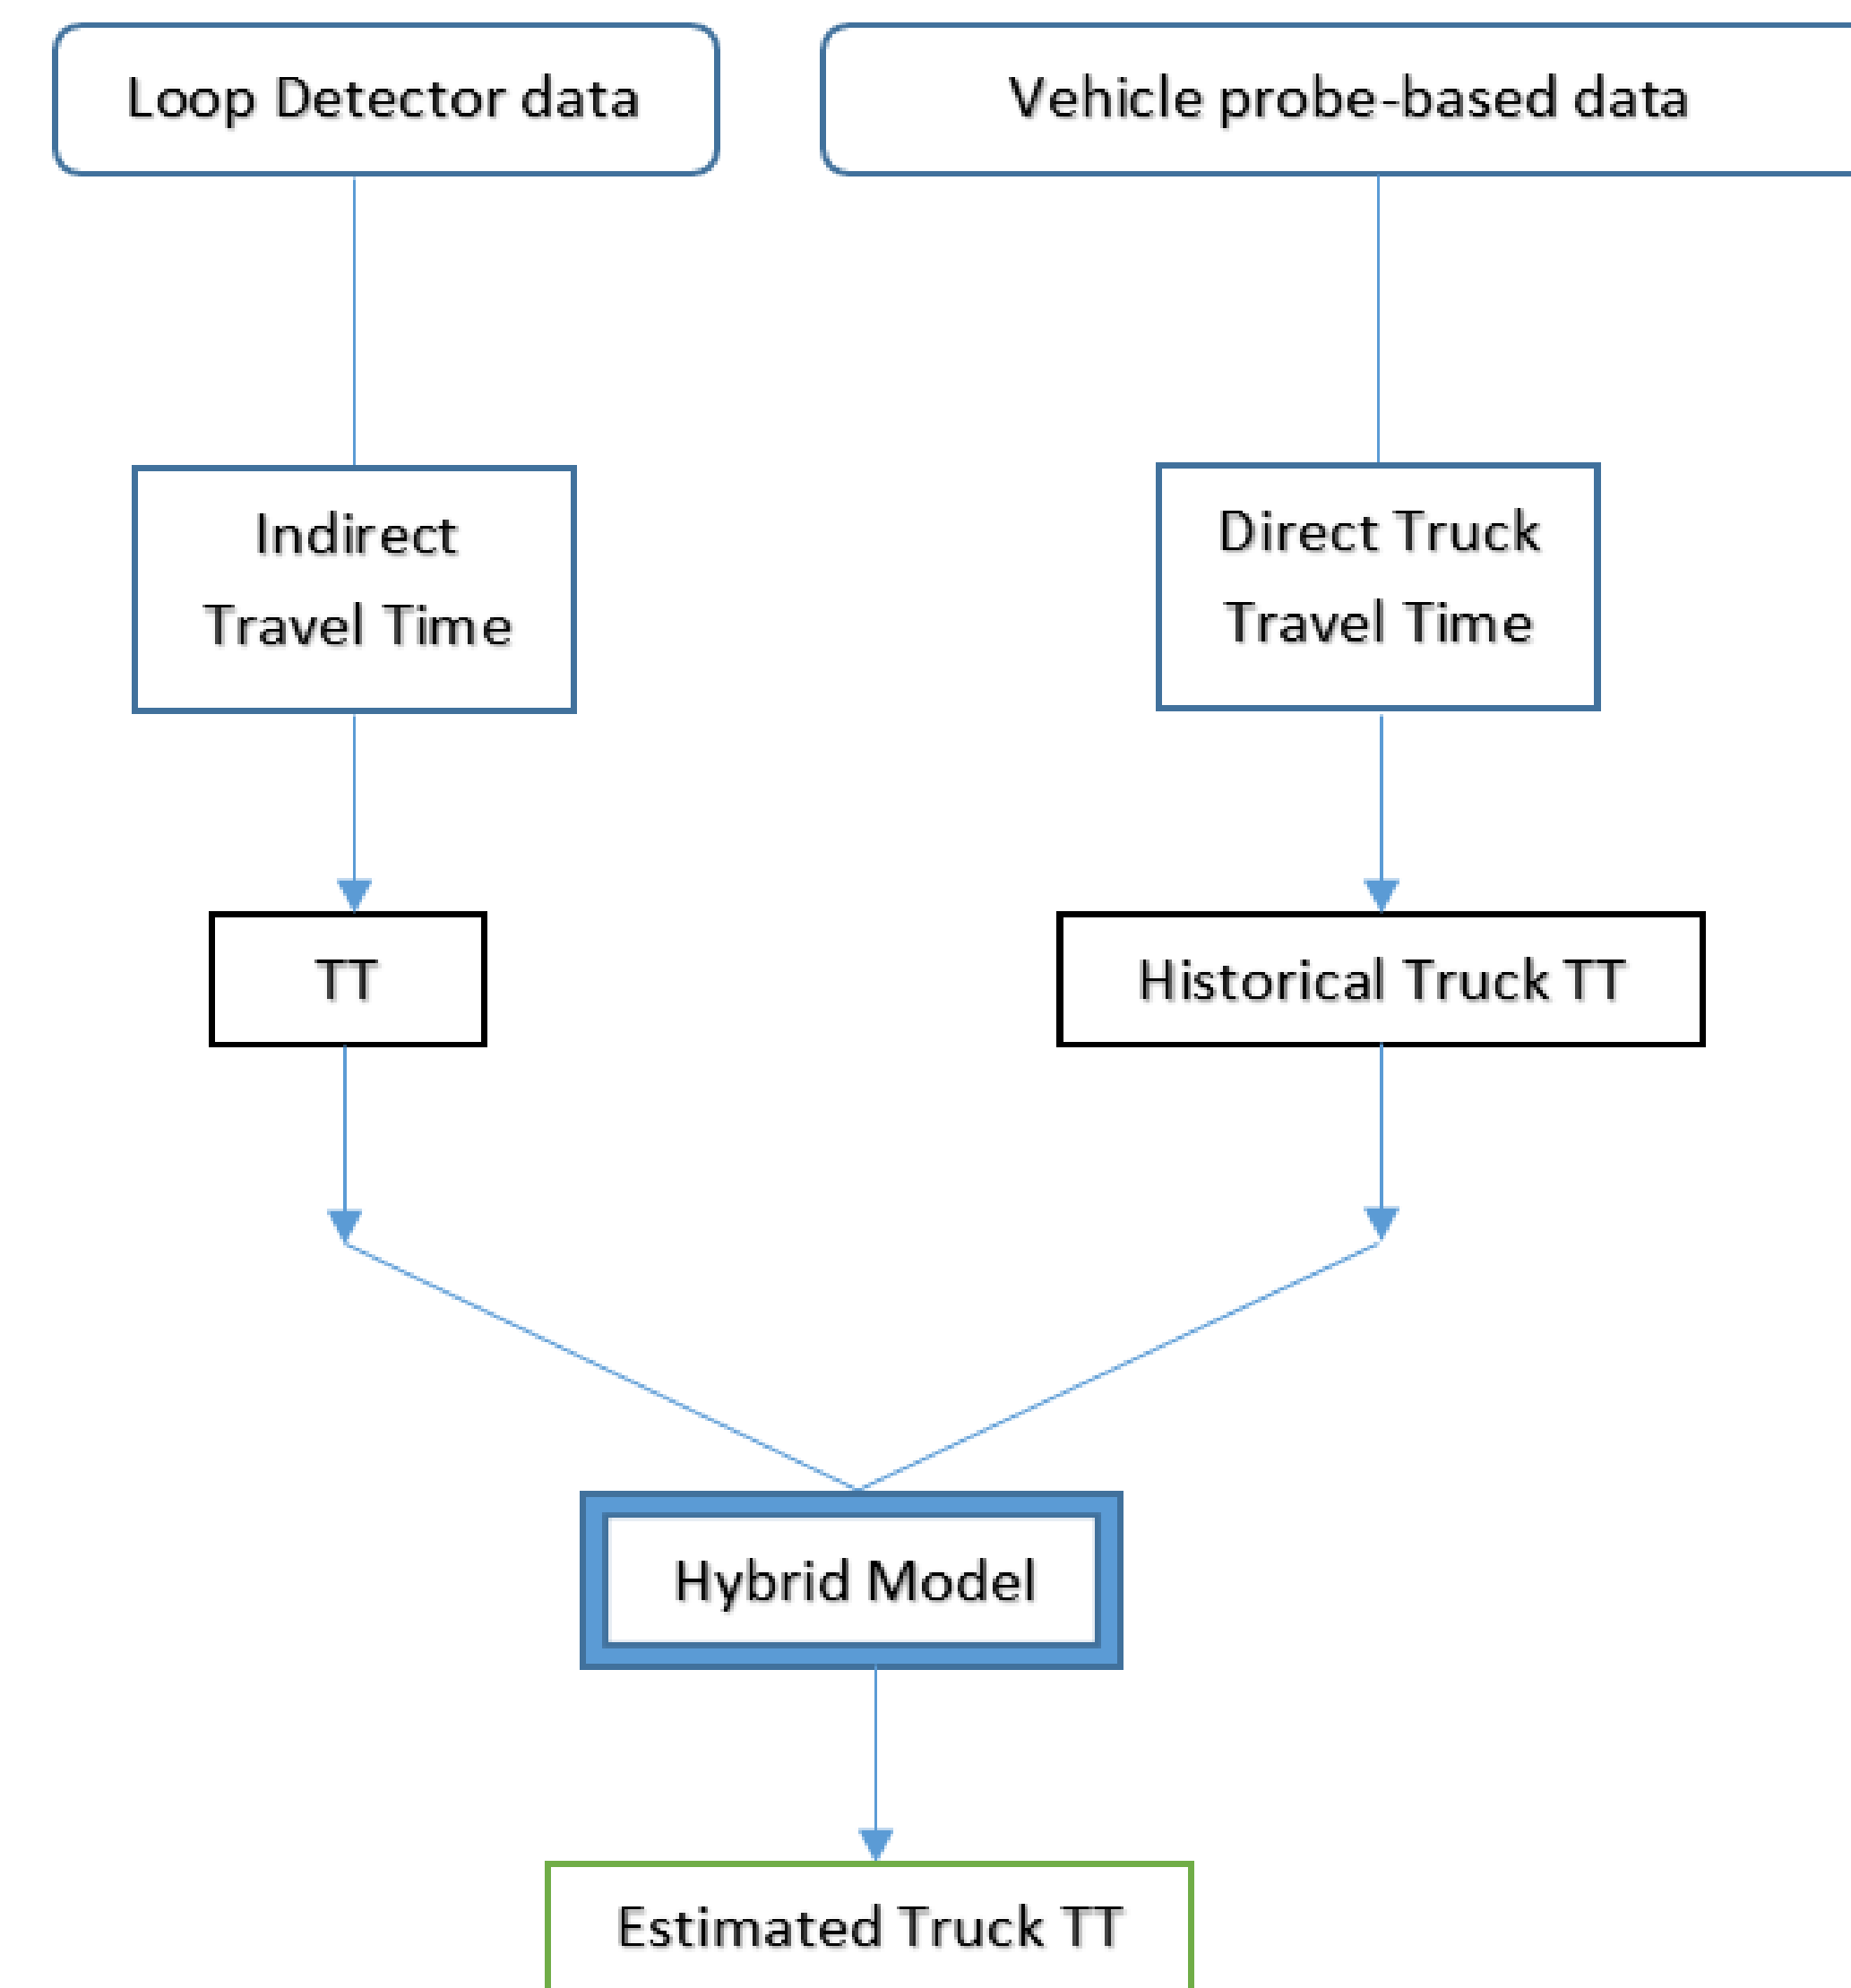 Loop Detector data
Vehicle probe-based data
Indirect
Travel Time
Direct Truck
Travel Time
TT
Historical Truck TT
Hybrid Model
Estimated Truck TT